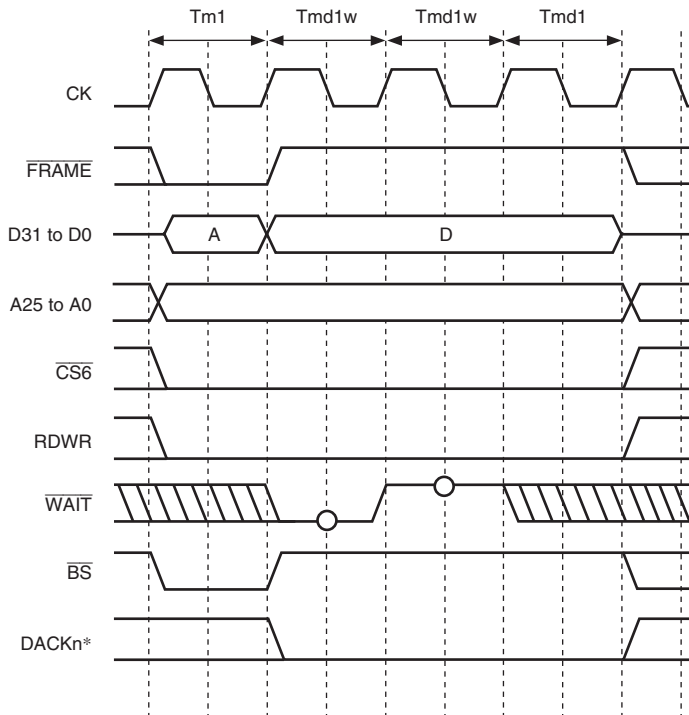 Tm1 Tmd1w Tmd1w Tmd1
CK
FRAME
D31 to D0 A D
A25 to A0
CS6
RDWR
WAIT
BS
DACKn*